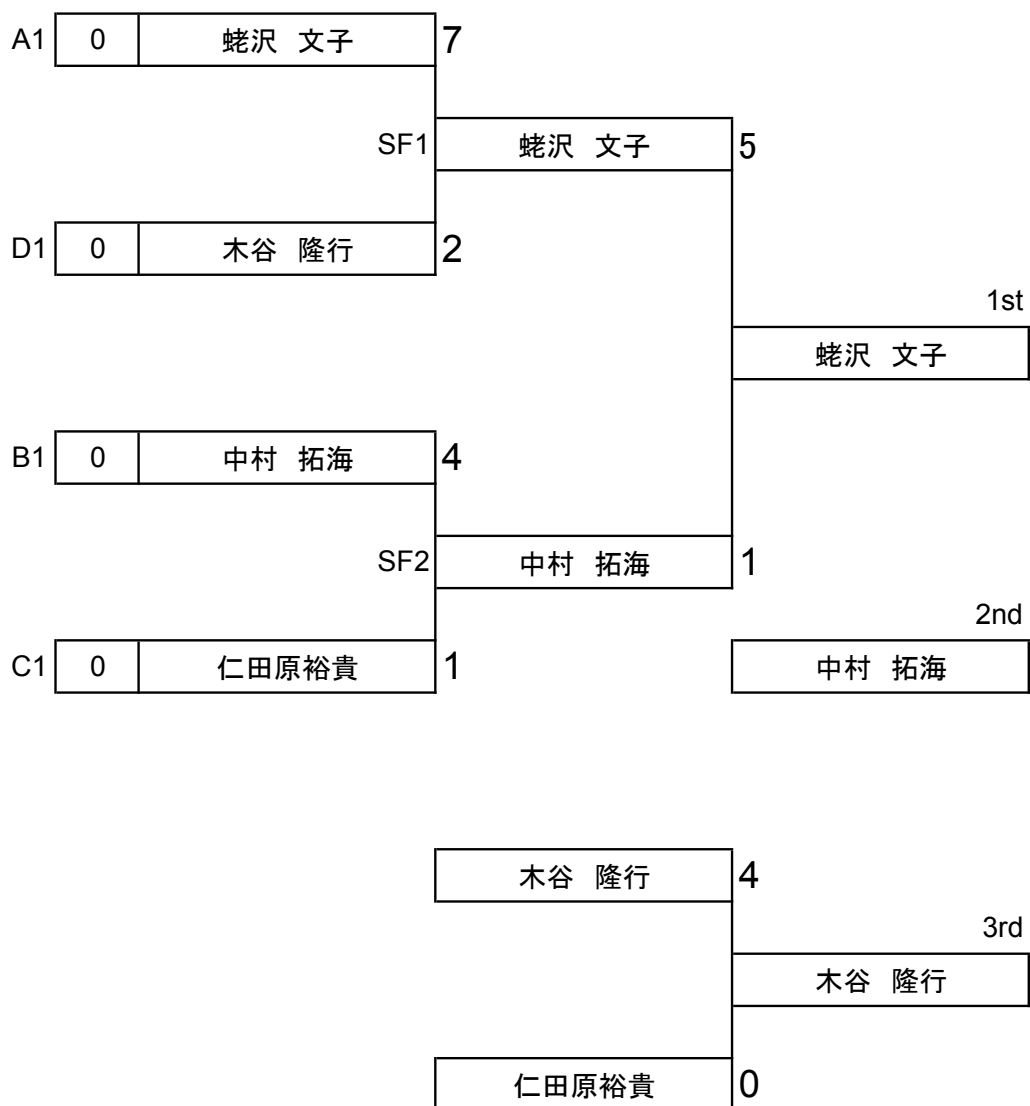 A1 0 蛯沢 文子 7
SF1 蛯沢 文子 5
D1 0 木谷 隆行 2
1st
蛯沢 文子
B1 0 中村 拓海 4
SF2 中村 拓海 1
2nd
C1 0 仁田原裕貴 1 中村 拓海
木谷 隆行 4
3rd
木谷 隆行
仁田原裕貴 0